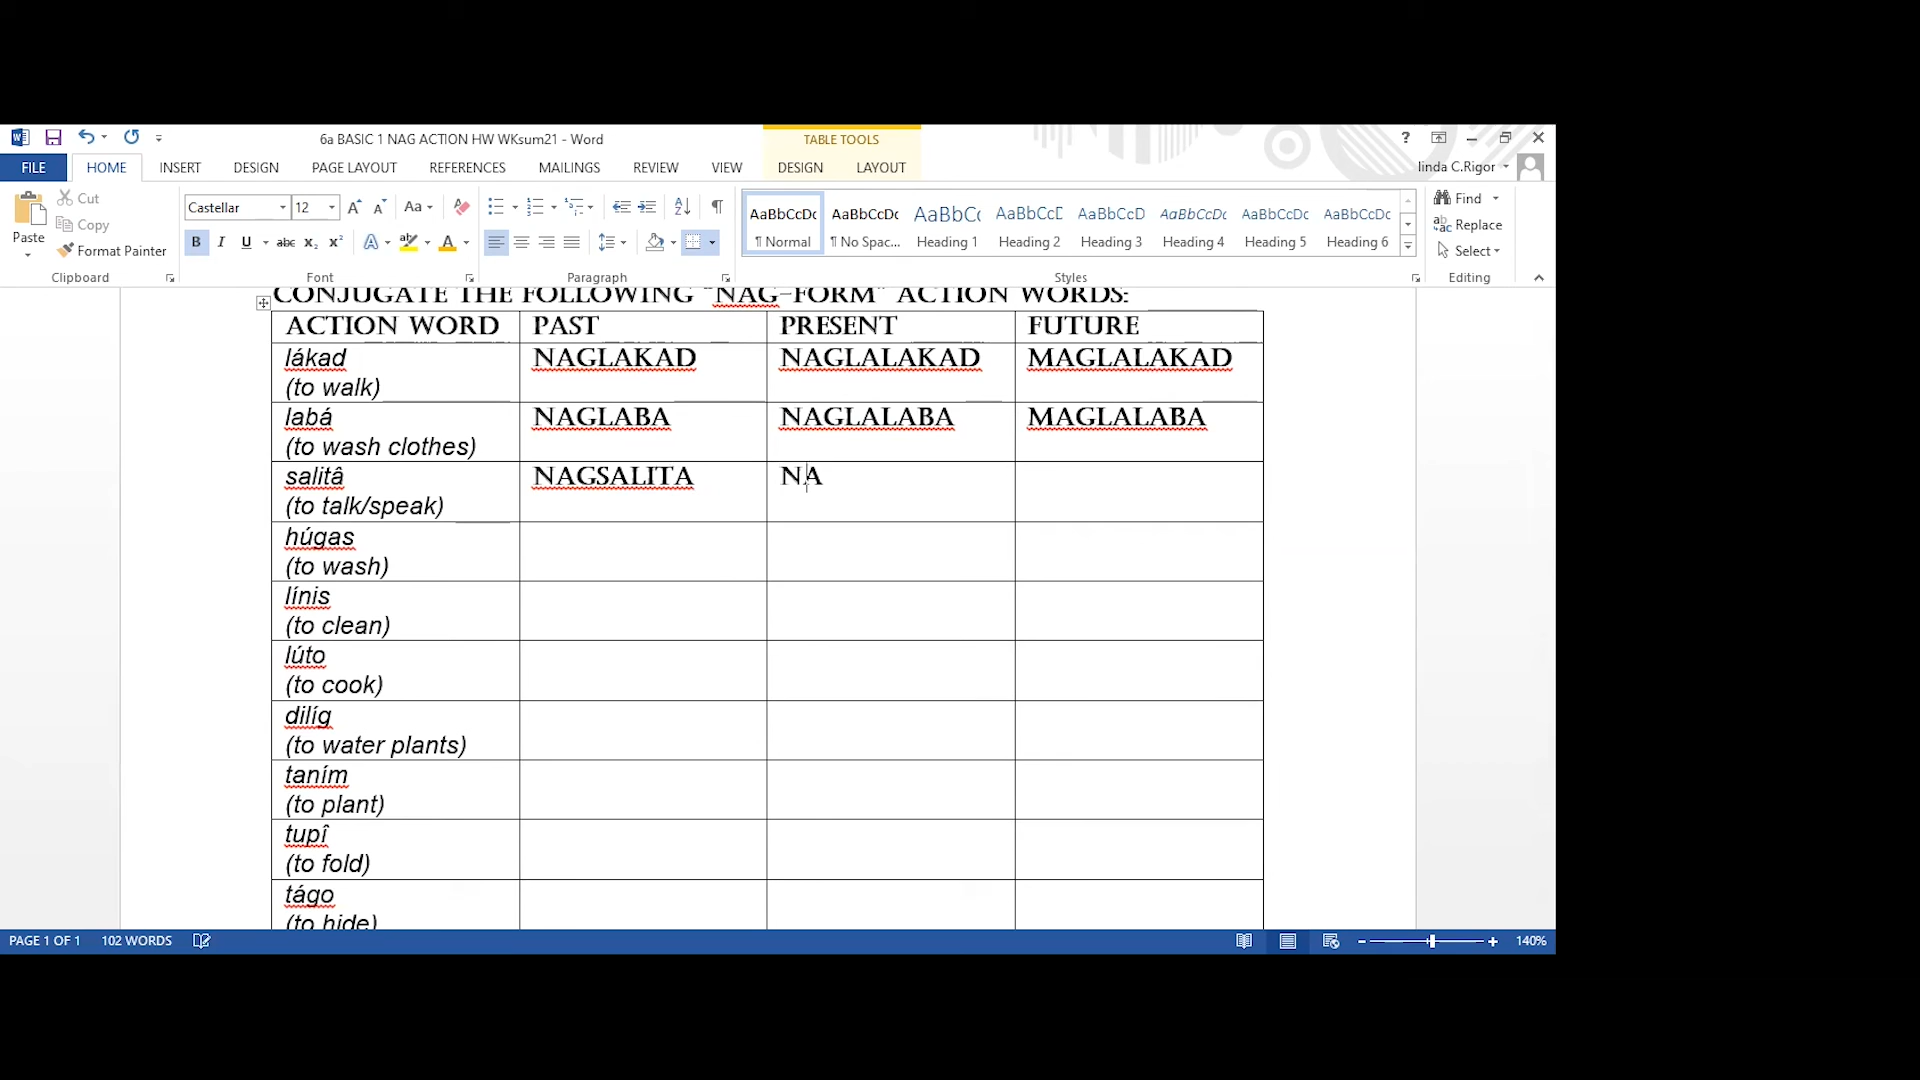 6a BASIC 1 NAG ACTION HW WKsum21 - Word
TABLE TOOLS
?
FILE HOME INSERT DESIGN PAGE LAYOUT REFERENCES MAILINGS REVIEW VIEW DESIGN LAYOUT linda C.Rigor
Paste
Cut
Copy
Format Painter
Castellar 12 Aa
B I U abc x₂ x² A A
AaBbCcDc AaBbCcDc AaBbC( AaBbCcC AaBbCcD AaBbCcDc AaBbCcDc AaBbCcDc
¶ Normal ¶ No Spac... Heading 1 Heading 2 Heading 3 Heading 4 Heading 5 Heading 6
Find
Replace
Select
Clipboard Font Paragraph Styles Editing
CONJUGATE THE FOLLOWING "NAG-FORM" ACTION WORDS:
ACTION WORD PAST PRESENT FUTURE
lákad NAGLAKAD NAGLALAKAD MAGLALAKAD
(to walk)
labá NAGLABA NAGLALABA MAGLALABA
(to wash clothes)
salitâ NAGSALITA NA
(to talk/speak)
húgas
(to wash)
línis
(to clean)
lúto
(to cook)
dilíg
(to water plants)
taním
(to plant)
tupî
(to fold)
tágo
(to hide)
PAGE 1 OF 1 102 WORDS 140%